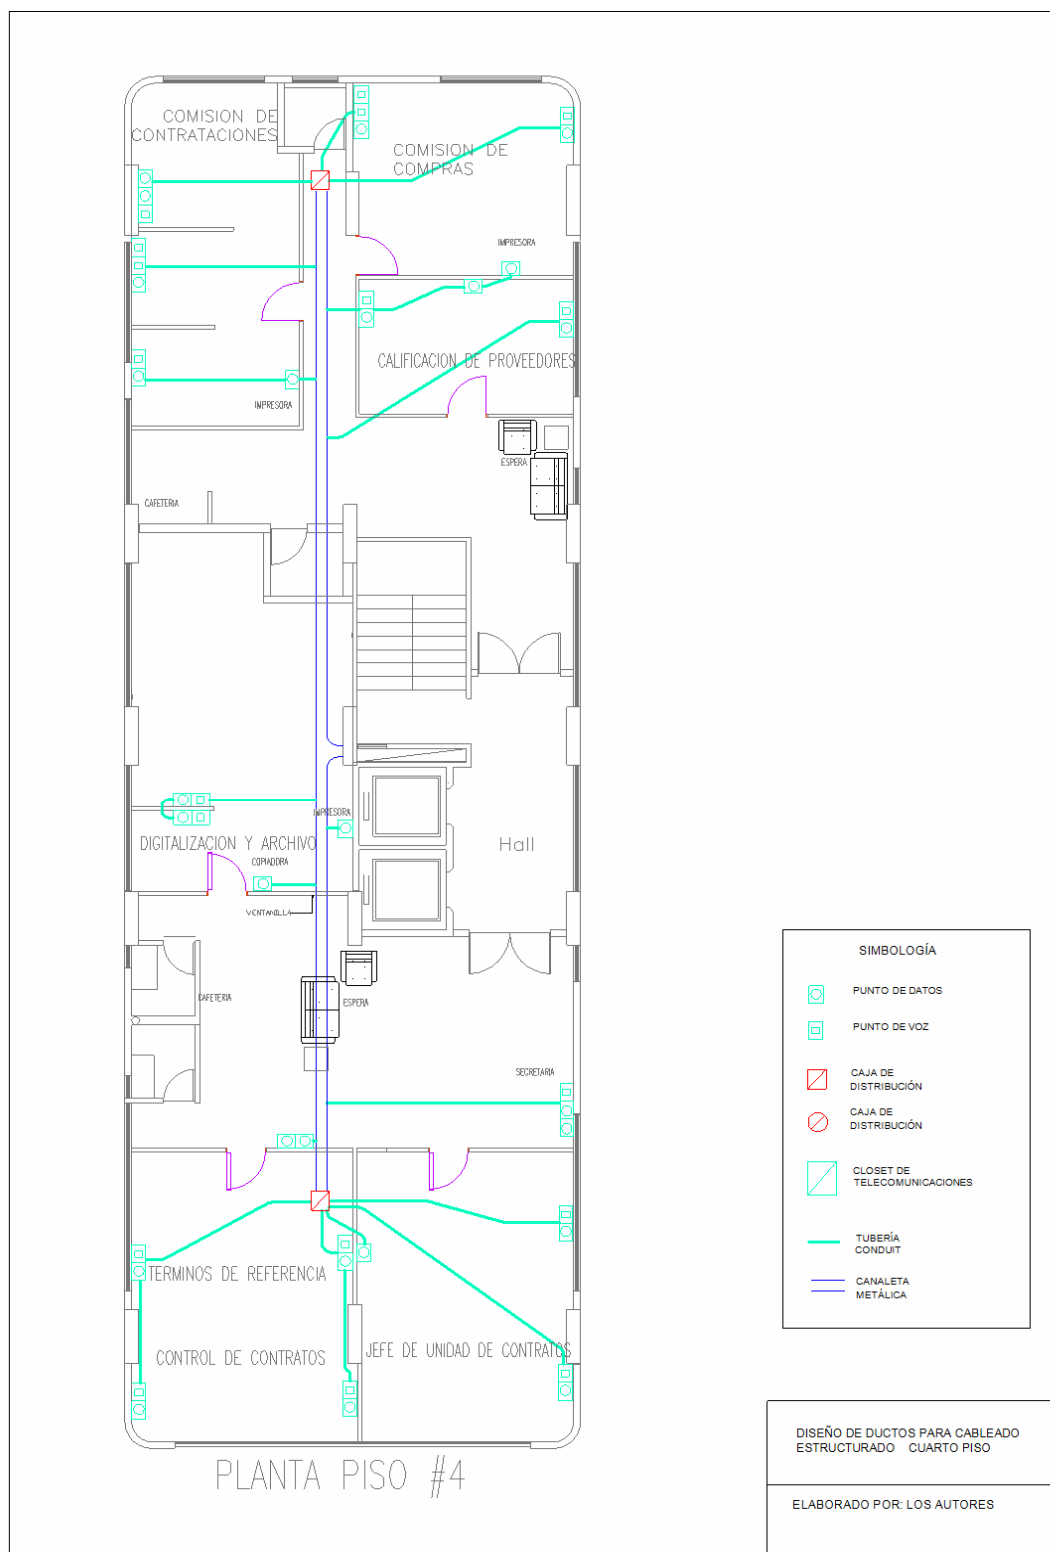 COMISION DE
CONTRATACIONES
COMISION DE
COMPRAS
IMPRESORA
CALIFICACION DE PROVEEDORES
IMPRESORA
ESPERA
CAFETERIA
IMPRESORA
DIGITALIZACION Y ARCHIVO
Hall
COPIADORA
VENTANILLA
CAFETERIA
ESPERA
SECRETARIA
TERMINOS DE REFERENCIA
CONTROL DE CONTRATOS
JEFE DE UNIDAD DE CONTRATOS
PLANTA PISO #4
SIMBOLOGÍA
PUNTO DE DATOS
PUNTO DE VOZ
CAJA DE
DISTRIBUCIÓN
CAJA DE
DISTRIBUCIÓN
CLOSET DE
TELECOMUNICACIONES
TUBERÍA
CONDUIT
CANALETA
METÁLICA
DISEÑO DE DUCTOS PARA CABLEADO
ESTRUCTURADO CUARTO PISO
ELABORADO POR: LOS AUTORES